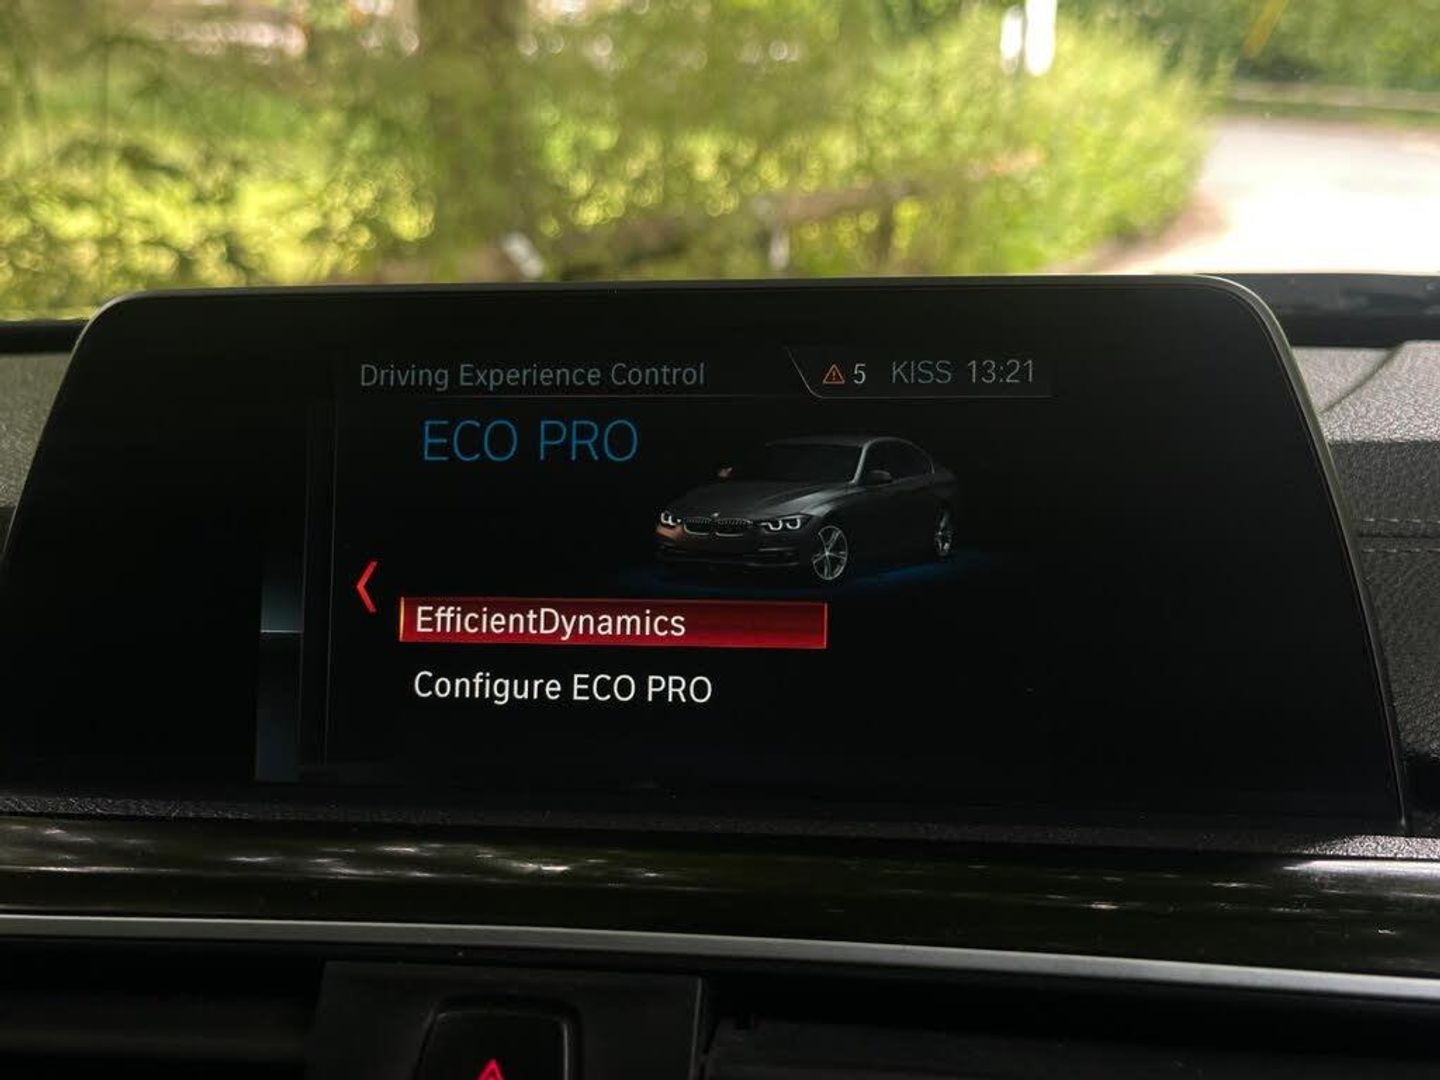 Driving Experience Control
5 KISS 13:21
ECO PRO
EfficientDynamics
Configure ECO PRO